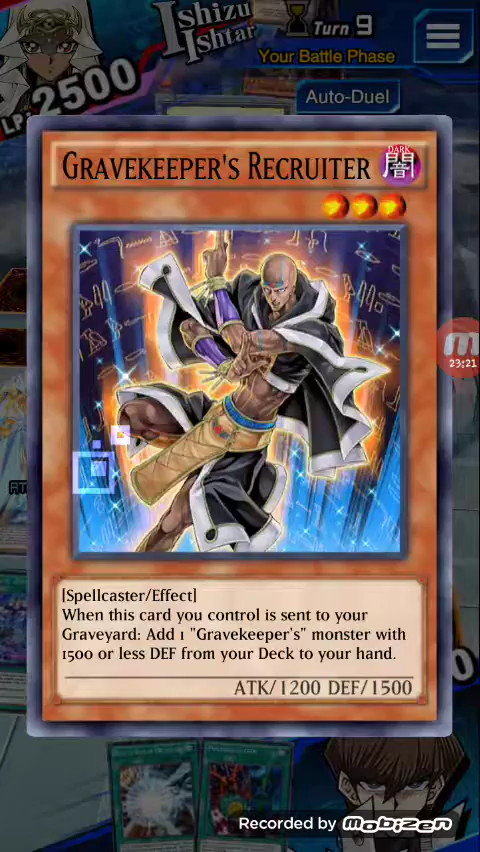 Ishizu
Ishtar
Turn 9
Your Battle Phase
LP: 2500
Auto-Duel
GRAVEKEEPER'S RECRUITER
DARK
闇
23:21
[Spellcaster/Effect]
When this card you control is sent to your
Graveyard: Add 1 "Gravekeeper's" monster with
1500 or less DEF from your Deck to your hand.
ATK/1200 DEF/1500
Recorded by mobizen